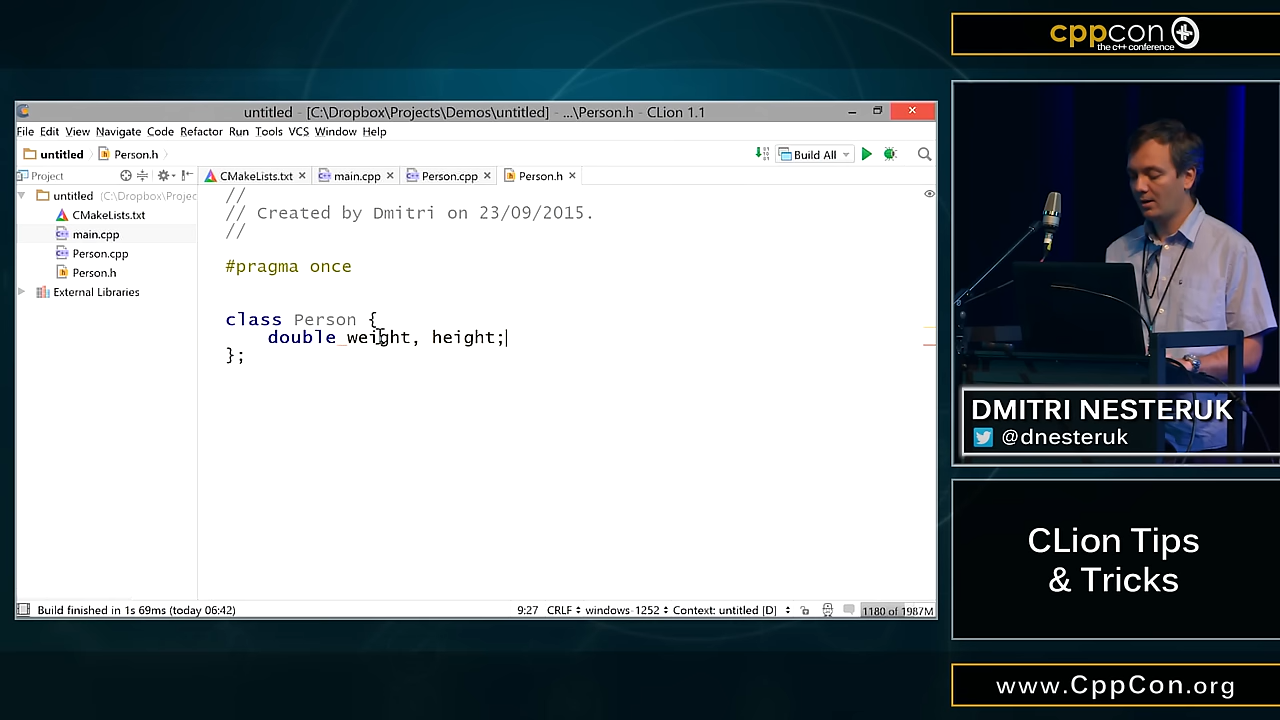 untitled - [C:\Dropbox\Projects\Demos\untitled] - ...\Person.h - CLion 1.1
File Edit View Navigate Code Refactor Run Tools VCS Window Help
untitled Person.h
Build All
Project
CMakeLists.txt main.cpp Person.cpp Person.h
untitled (C:\Dropbox\Projec
CMakeLists.txt
main.cpp
Person.cpp
Person.h
External Libraries
//
// Created by Dmitri on 23/09/2015.
//
#pragma once
class Person {
double weight, height;
};
Build finished in 1s 69ms (today 06:42)
9:27 CRLF windows-1252 Context: untitled [D] 1180 of 1987M
cppcon
the c++ conference
DMITRI NESTERUK
@dnesteruk
CLion Tips
& Tricks
www.CppCon.org